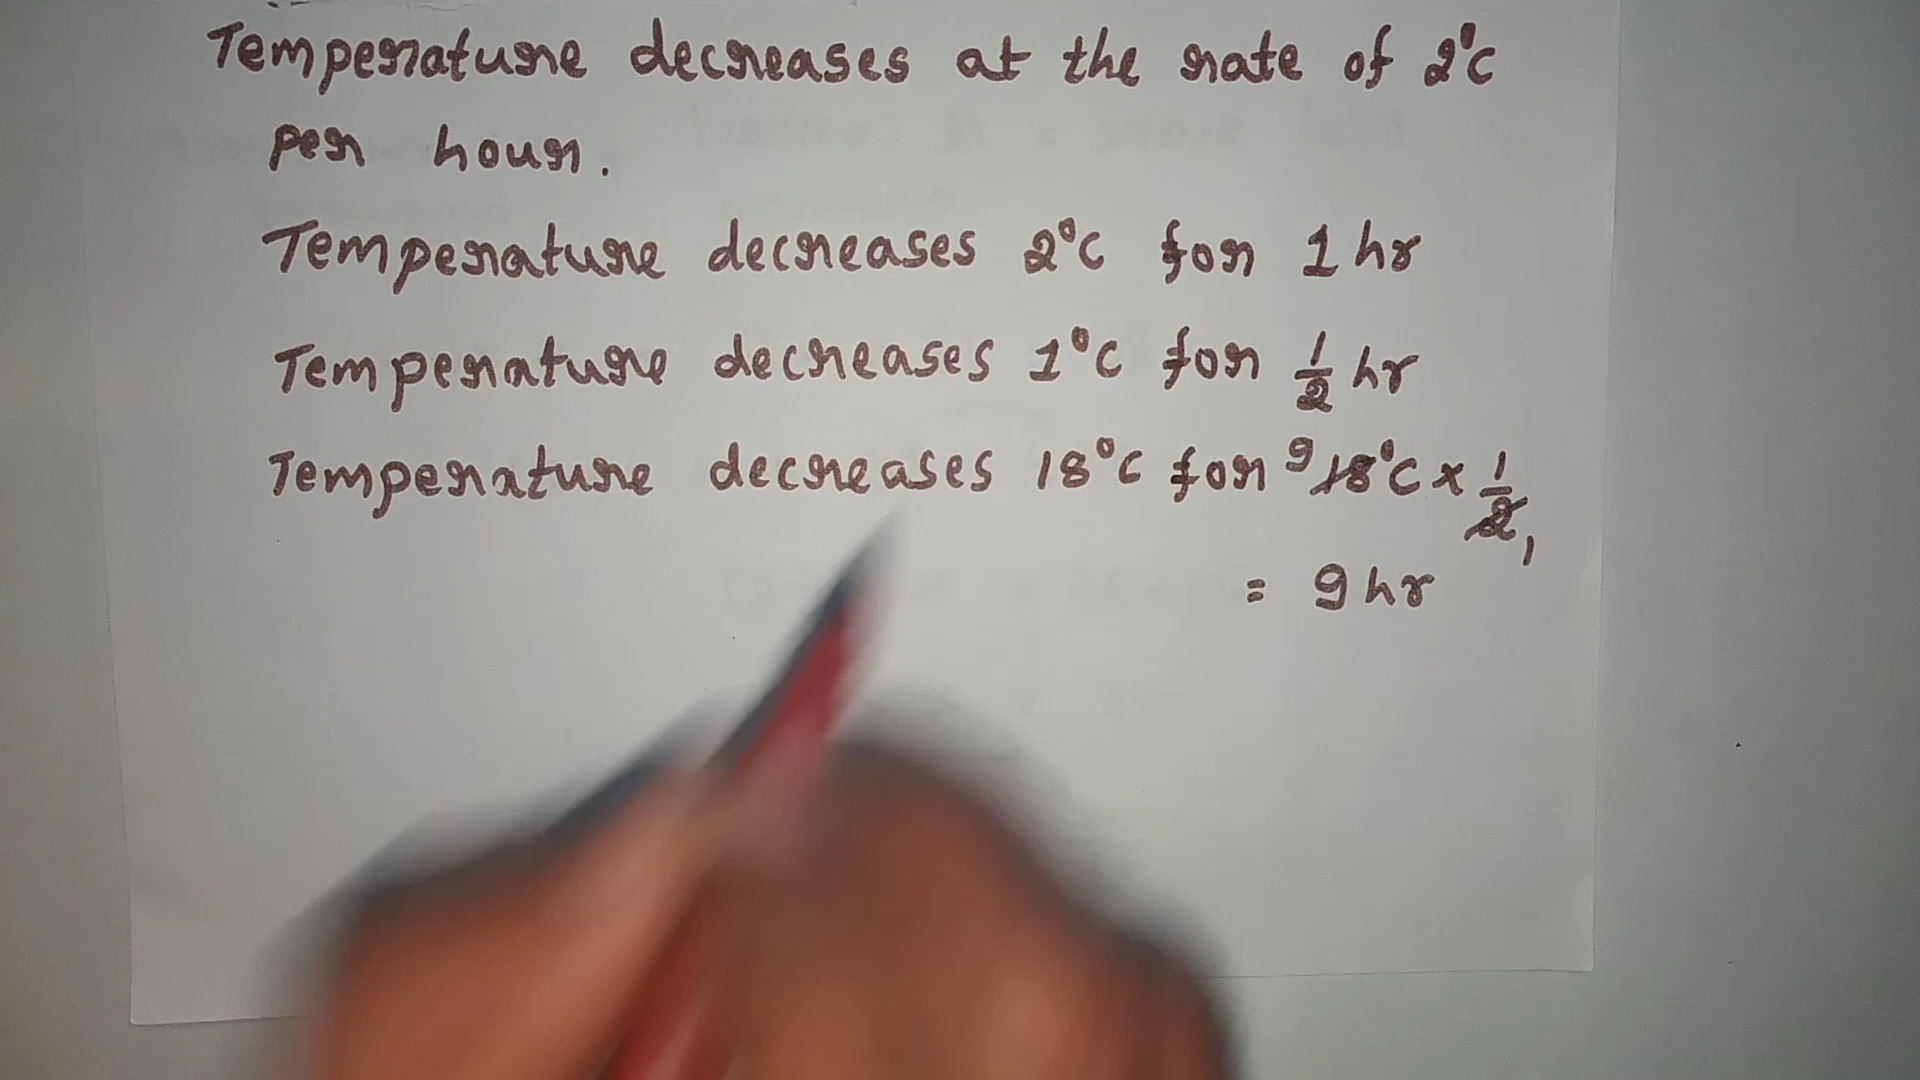 Temperature decreases at the rate of 2°C
per hour.
Temperature decreases 2°C for 1 hr
Temperature decreases 1°C for 1/2 hr
Temperature decreases 18°C for 9 18°C x 1/2 1
= 9 hr